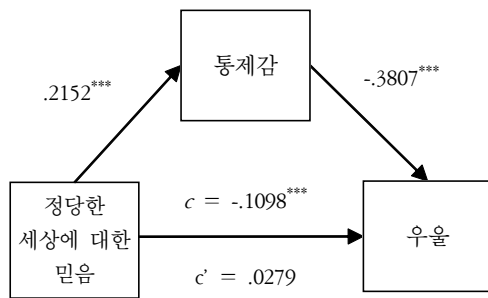 통제감
.2152***
-.3807***
정당한
세상에 대한
믿음
c = -.1098***
우울
c' = .0279